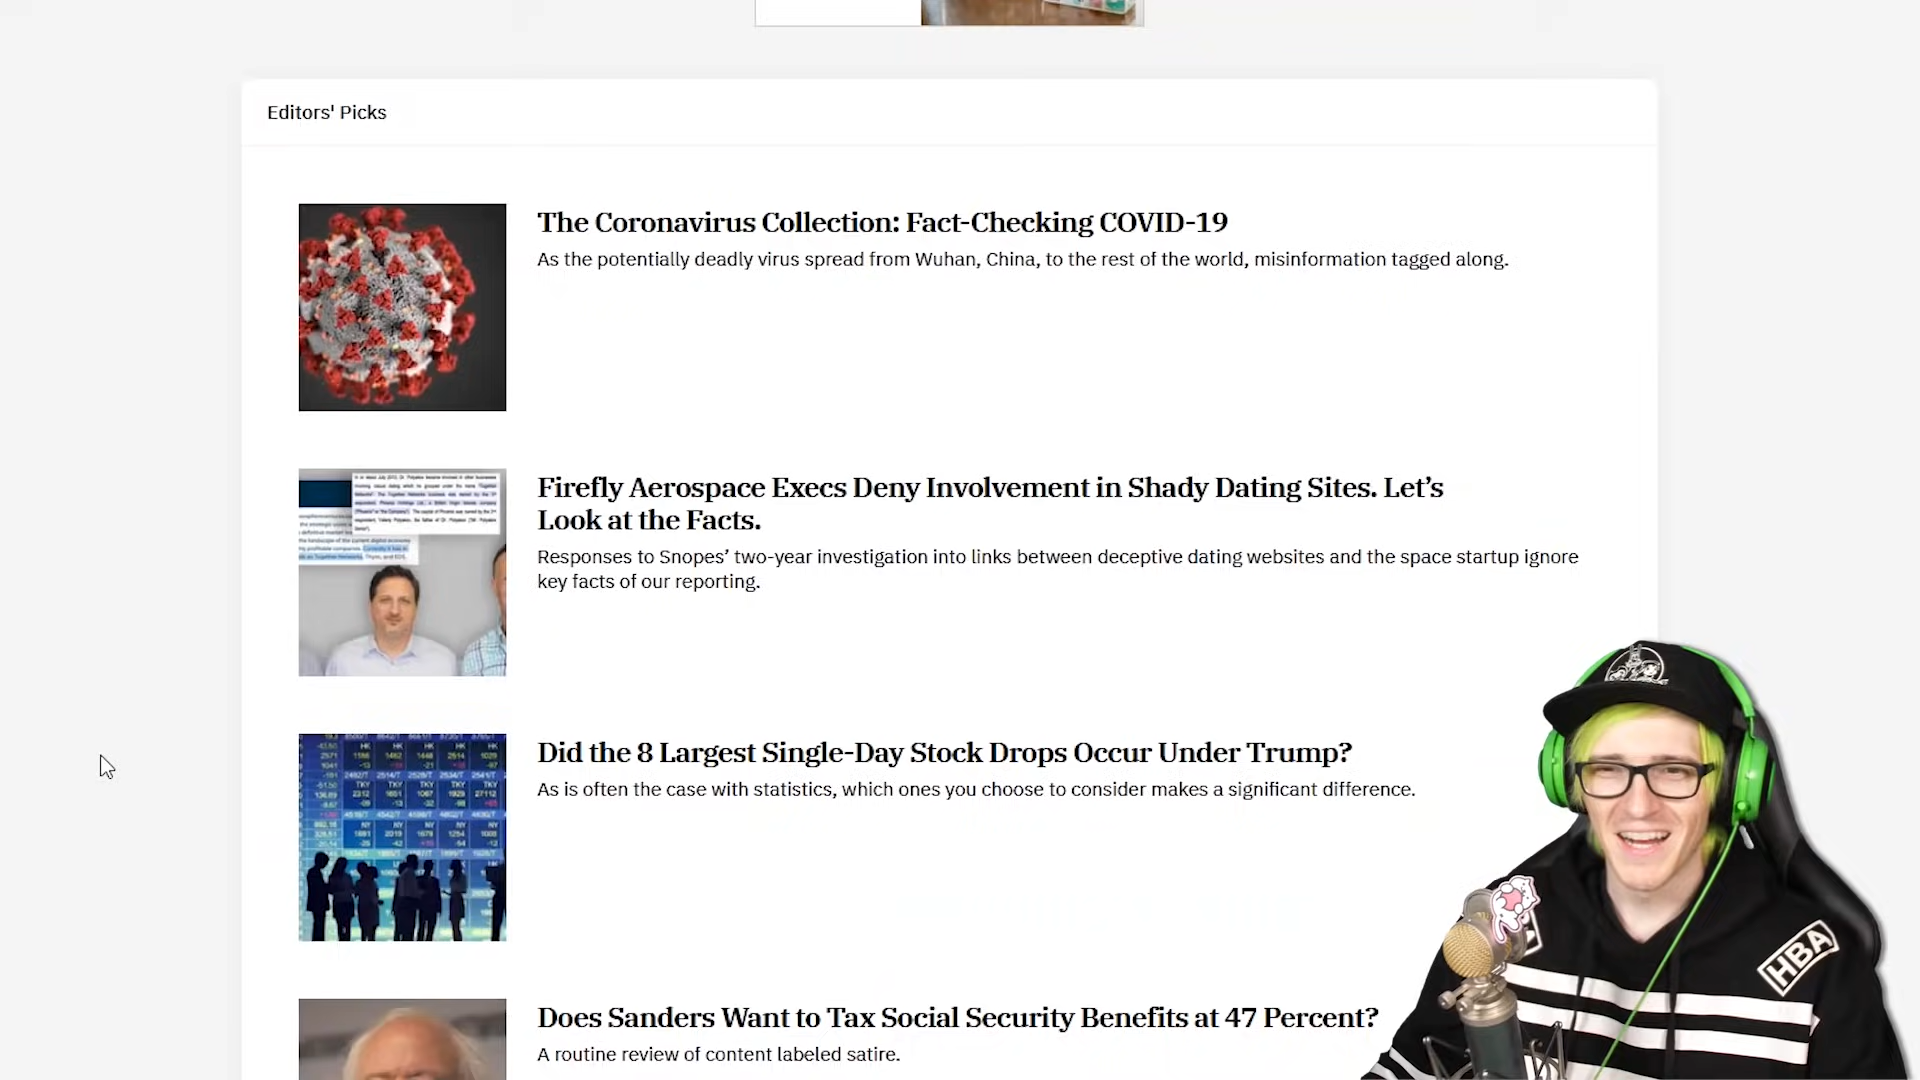 Editors' Picks
The Coronavirus Collection: Fact-Checking COVID-19
As the potentially deadly virus spread from Wuhan, China, to the rest of the world, misinformation tagged along.
Firefly Aerospace Execs Deny Involvement in Shady Dating Sites. Let’s
Look at the Facts.
Responses to Snopes’ two-year investigation into links between deceptive dating websites and the space startup ignore
key facts of our reporting.
Did the 8 Largest Single-Day Stock Drops Occur Under Trump?
As is often the case with statistics, which ones you choose to consider makes a significant difference.
HBA
Does Sanders Want to Tax Social Security Benefits at 47 Percent?
A routine review of content labeled satire.